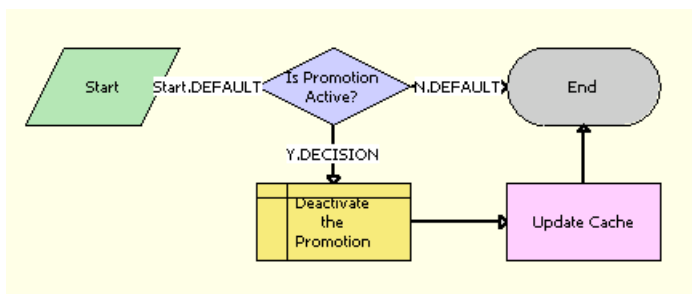 Start
Start.DEFAULT
Is Promotion
Active?
N.DEFAULT
End
Y.DECISION
Deactivate
the
Promotion
Update Cache